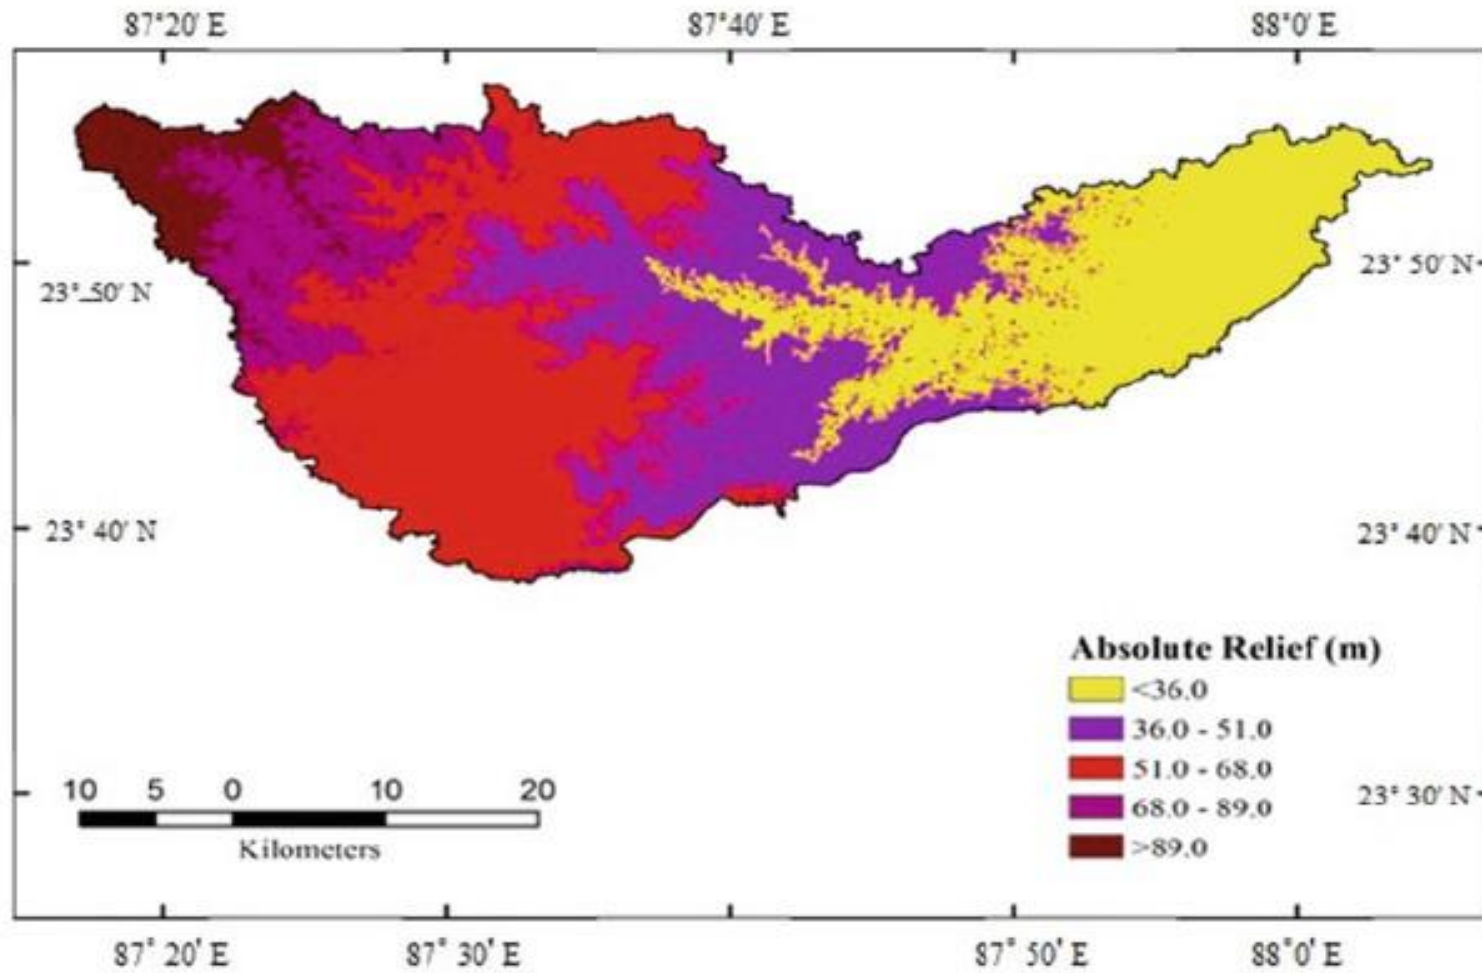 87°20′ E 87°40′ E 88°0′ E
23°50′ N 23° 50′ N
23° 40′ N 23° 40′ N
Absolute Relief (m)
<36.0
36.0 - 51.0
51.0 - 68.0
68.0 - 89.0
>89.0
10 5 0 10 20
Kilometers
23° 30′ N
87° 20′ E 87° 30′ E 87° 50′ E 88° 0′ E